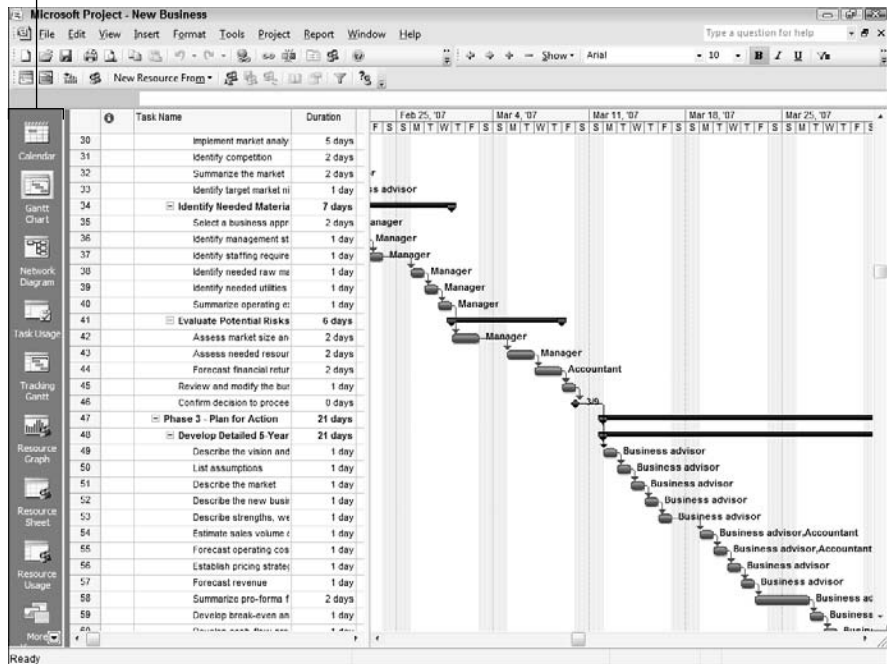 Microsoft Project - New Business
File Edit View Insert Format Tools Project Report Window Help
Type a question for help
Show Arial 10 B I U
New Resource From
Task Name Duration
Feb 25, '07 Mar 4, '07 Mar 11, '07 Mar 18, '07 Mar 25, '07
F S S M T W T F S S M T W T F S S M T W T F S S M T W T F S S M T W T F S
Calendar
Gantt Chart
Network Diagram
Task Usage
Tracking Gantt
Resource Graph
Resource Sheet
Resource Usage
More
30 Implement market analy 5 days
31 Identify competition 2 days
32 Summarize the market 2 days r
33 Identify target market ni 1 day s advisor
34 Identify Needed Materia 7 days
35 Select a business appr 2 days anager
36 Identify management st 1 day Manager
37 Identify staffing require 1 day Manager
38 Identify needed raw ma 1 day Manager
39 Identify needed utilities 1 day Manager
40 Summarize operating e: 1 day Manager
41 Evaluate Potential Risks 6 days
42 Assess market size an 2 days Manager
43 Assess needed resour 2 days Manager
44 Forecast financial retur 2 days Accountant
45 Review and modify the bus 1 day
46 Confirm decision to procee 0 days 3/9
47 Phase 3 - Plan for Action 21 days
48 Develop Detailed 5-Year 21 days
49 Describe the vision and 1 day Business advisor
50 List assumptions 1 day Business advisor
51 Describe the market 1 day Business advisor
52 Describe the new busin 1 day Business advisor
53 Describe strengths, we 1 day Business advisor
54 Estimate sales volume c 1 day Business advisor,Accountant
55 Forecast operating cos 1 day Business advisor,Accountant
56 Establish pricing strateg 1 day Business advisor
57 Forecast revenue 1 day Business advisor
58 Summarize pro-forma f 2 days Business ac
59 Develop break-even an 1 day Business
Ready